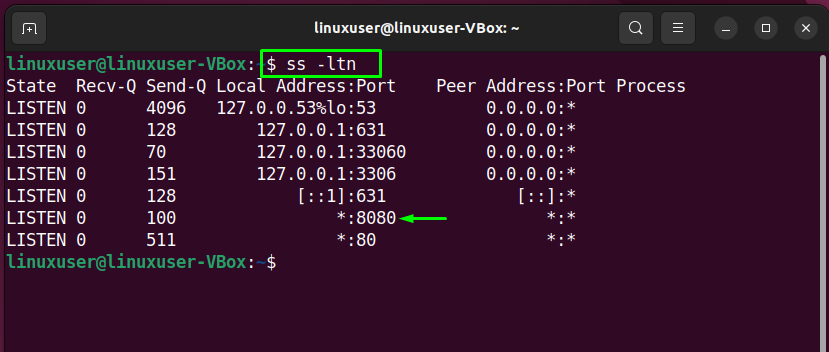 linuxuser@linuxuser-VBox: ~
linuxuser@linuxuser-VBox:~$ ss -ltn
State  Recv-Q Send-Q Local Address:Port    Peer Address:Port Process
LISTEN 0      4096   127.0.0.53%lo:53           0.0.0.0:*
LISTEN 0      128        127.0.0.1:631          0.0.0.0:*
LISTEN 0      70         127.0.0.1:33060        0.0.0.0:*
LISTEN 0      151        127.0.0.1:3306         0.0.0.0:*
LISTEN 0      128            [::1]:631             [::]:*
LISTEN 0      100                *:8080               *:*
LISTEN 0      511                *:80                 *:*
linuxuser@linuxuser-VBox:~$